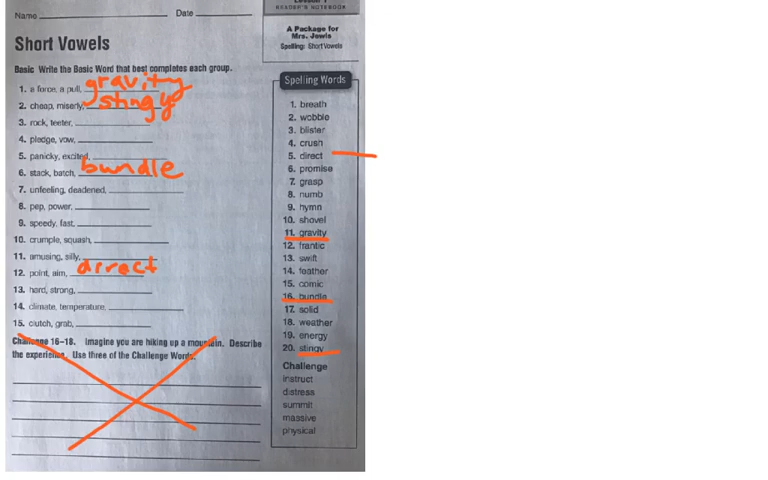 Lesson 1
READER'S NOTEBOOK
Name
Date
A Package for
Mrs. Jewls
Spelling: Short Vowels
Short Vowels
Basic Write the Basic Word that best completes each group.
1. a force, a pull, gravity
2. cheap, miserly, stingy
3. rock, teeter,
4. pledge, vow,
5. panicky, excited,
6. stack, batch, bundle
7. unfeeling, deadened,
8. pep, power,
9. speedy, fast,
10. crumple, squash,
11. amusing, silly,
12. point, aim, direct
13. hard, strong,
14. climate, temperature
15. clutch, grab,
Challenge 16–18. Imagine you are hiking up a mountain. Describe
the experience. Use three of the Challenge Words.
Spelling Words
1. breath
2. wobble
3. blister
4. crush
5. direct
6. promise
7. grasp
8. numb
9. hymn
10. shovel
11. gravity
12. frantic
13. swift
14. feather
15. comic
16. bundle
17. solid
18. weather
19. energy
20. stingy
Challenge
instruct
distress
summit
massive
physical